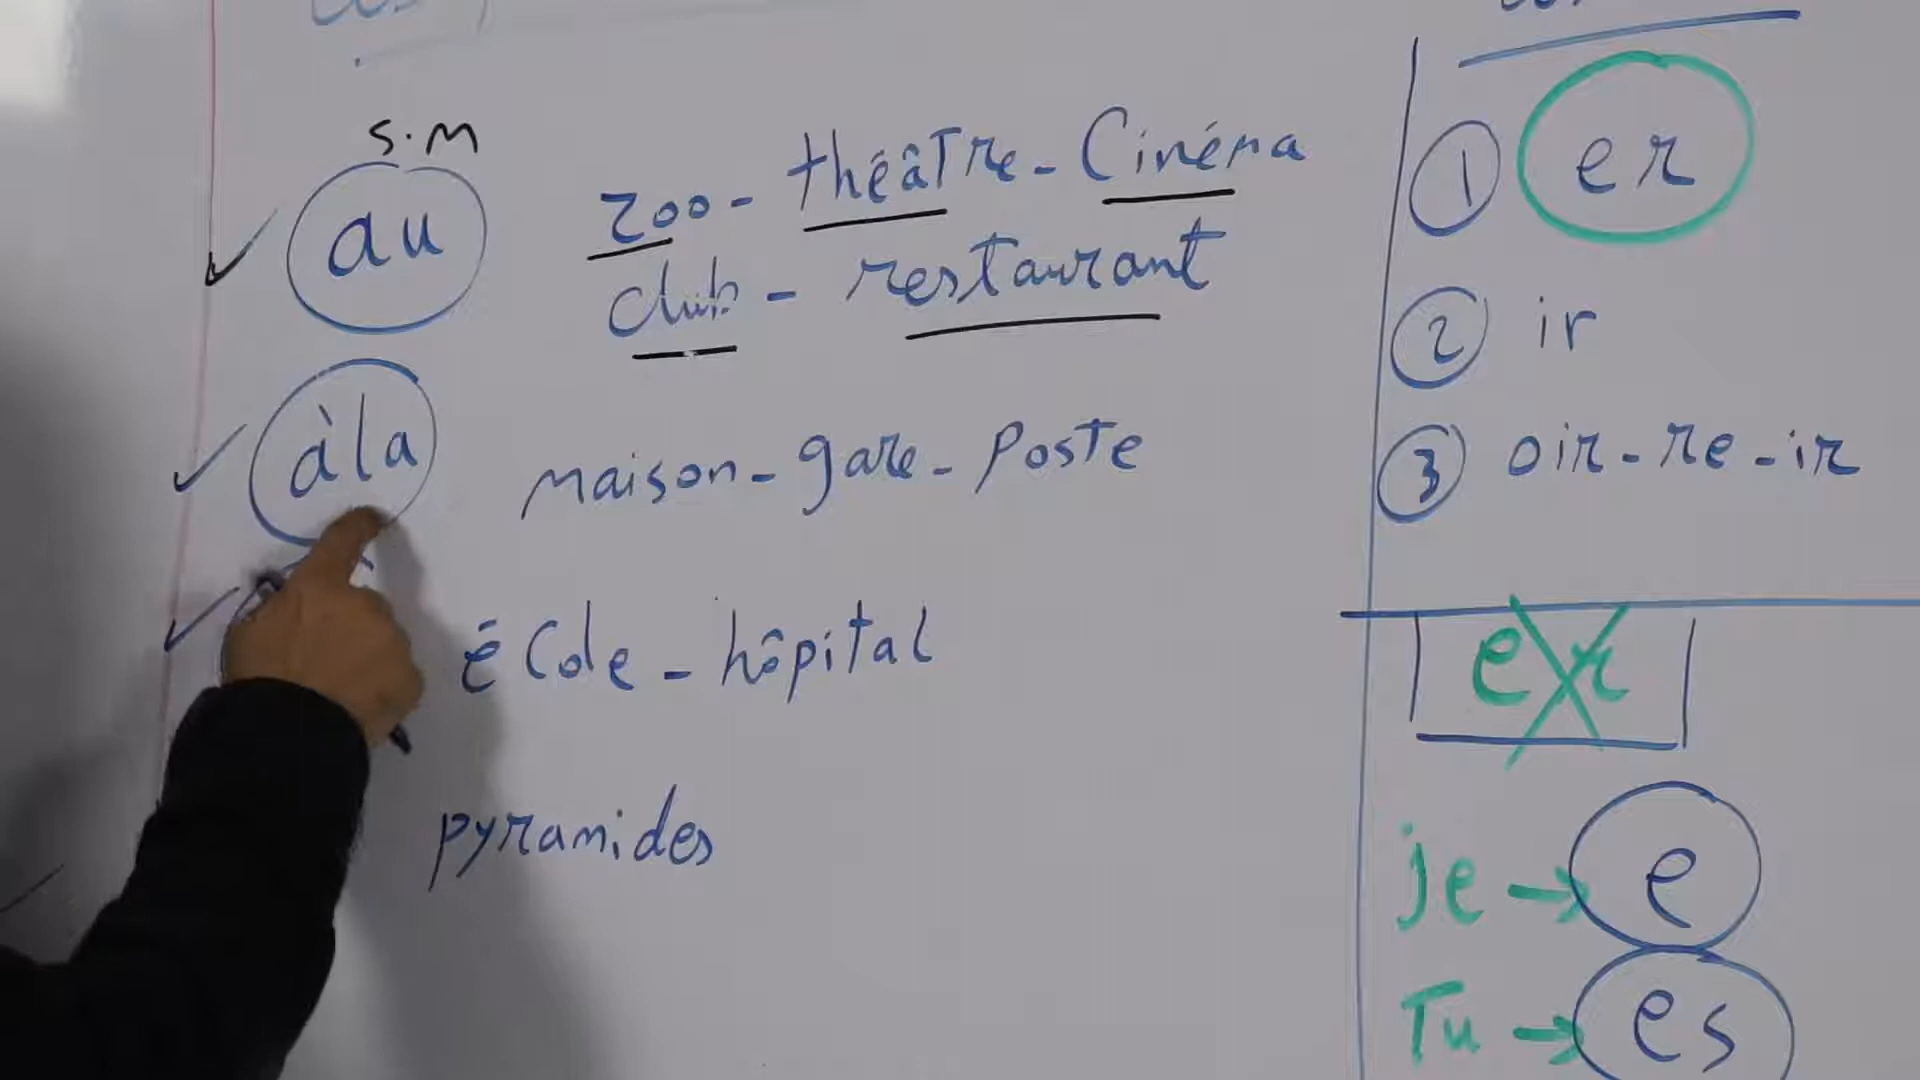 s.m
au zoo - théâtre - Cinéma
club - restaurant
à la maison - gare - poste
école - hôpital
pyramides
1 er
2 ir
3 oir - re - ir
er
je → e
Tu → es